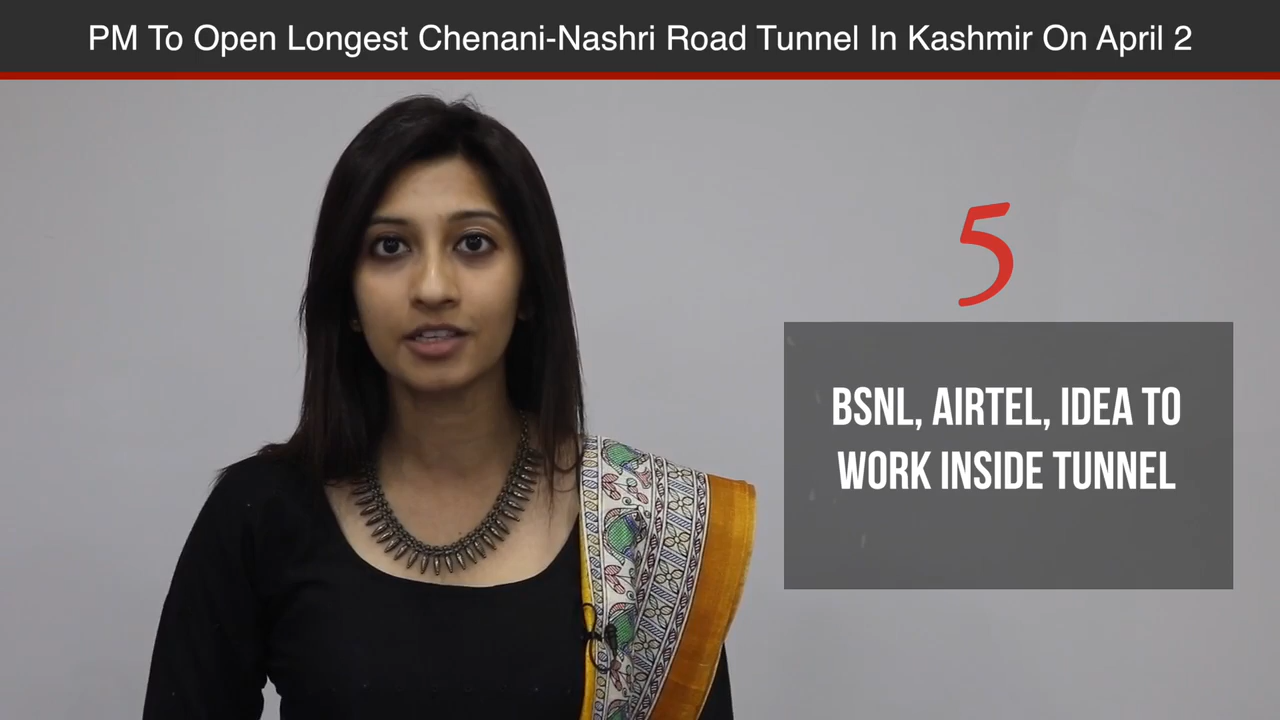 PM To Open Longest Chenani-Nashri Road Tunnel In Kashmir On April 2
5
BSNL, AIRTEL, IDEA TO
WORK INSIDE TUNNEL